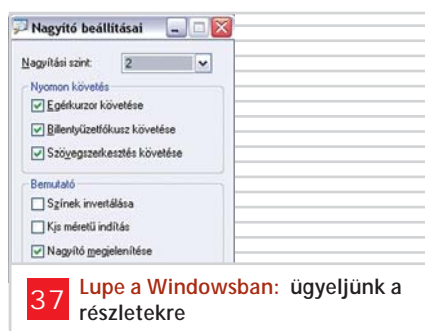 Nagyító beállításai
Nagyítási szint: 2
Nyomon követés
Egérkurzor követése
Billentyűzetfókusz követése
Szövegszerkesztés követése
Bemutató
Színek invertálása
Kis méretű indítás
Nagyító megjelenítése
37 Lupe a Windowsban: ügyeljünk a
részletekre